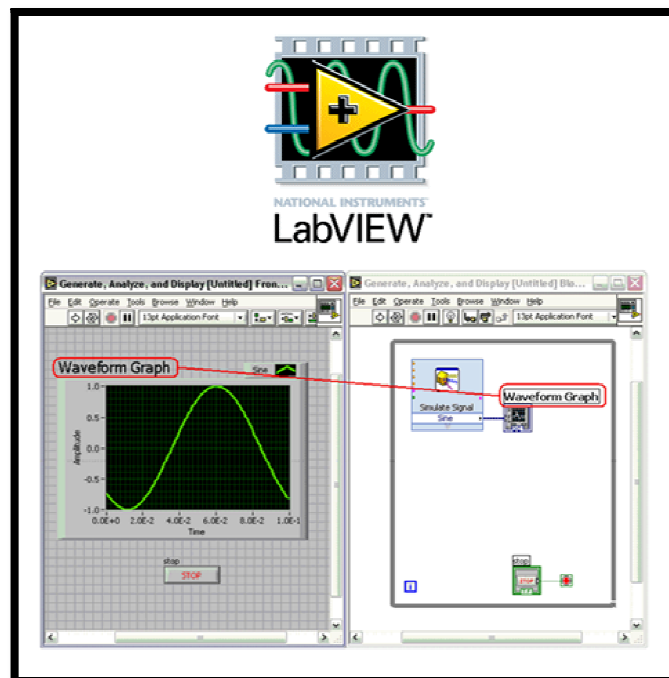 NATIONAL INSTRUMENTS™
LabVIEW™
Generate, Analyze, and Display [Untitled] Fron...
File Edit Operate Tools Browse Window Help
13pt Application Font
Waveform Graph
Sine
1.0-
0.5-
0.0-
-0.5-
-1.0-
Amplitude
0.0E+0 2.0E-2 4.0E-2 6.0E-2 8.0E-2 1.0E-1
Time
stop
STOP
Generate, Analyze, and Display [Untitled] Blo...
File Edit Operate Tools Browse Window Help
13pt Application Font
Simulate Signal
Sine
Waveform Graph
stop
STOP
i